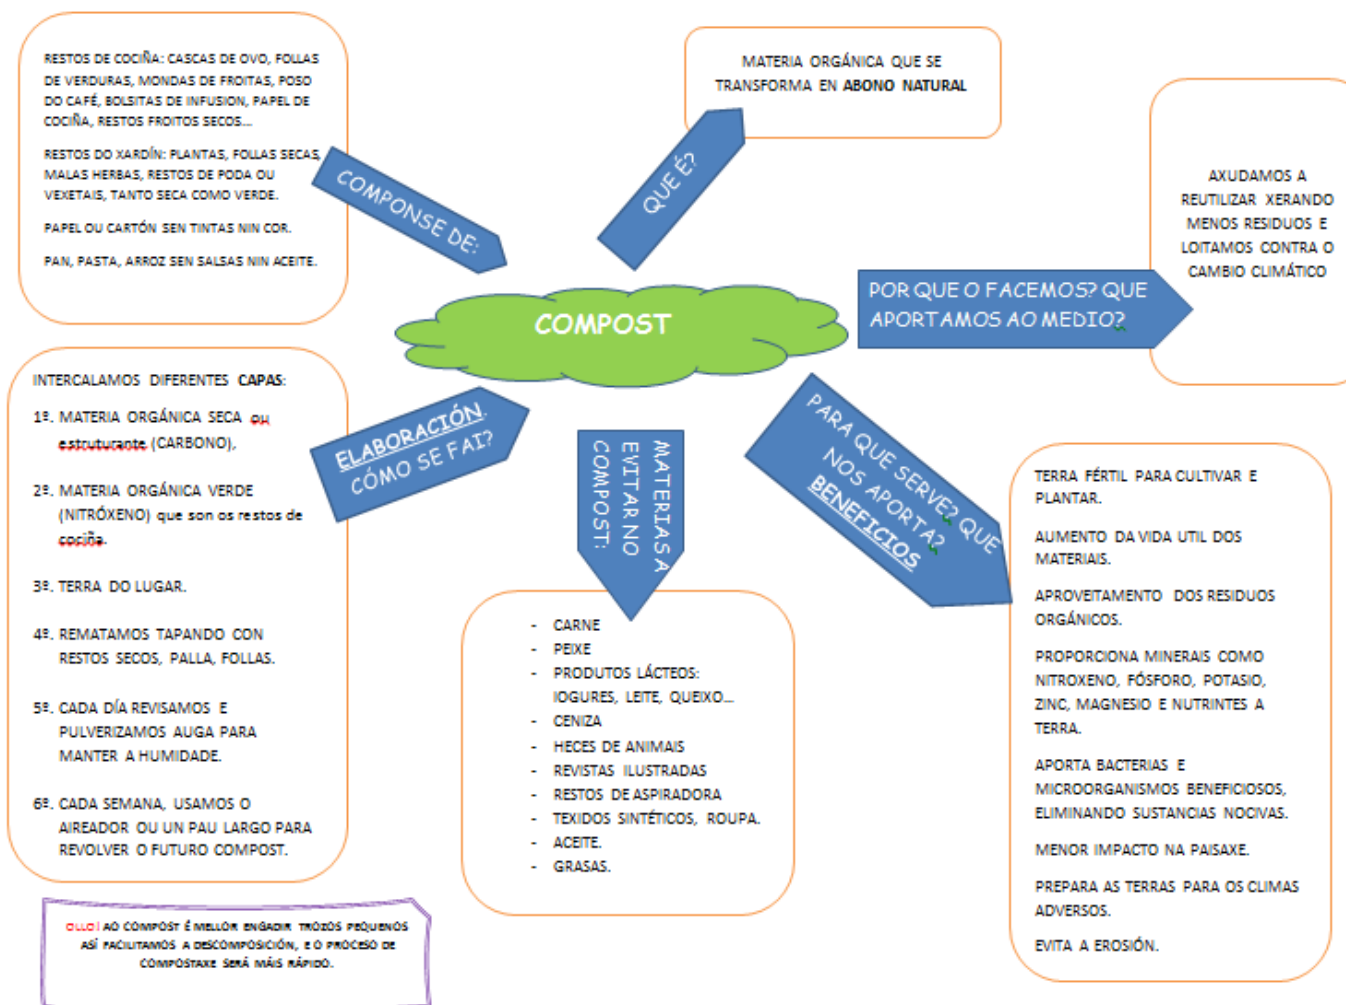 RESTOS DE COCIÑA: CASCAS DE OVO, FOLLAS
DE VERDURAS, MONDAS DE FROITAS, POSO
DO CAFÉ, BOLSITAS DE INFUSION, PAPEL DE
COCIÑA, RESTOS FROITOS SECOS...
RESTOS DO XARDÍN: PLANTAS, FOLLAS SECAS,
MALAS HERBAS, RESTOS DE PODA OU
VEXETAIS, TANTO SECA COMO VERDE.
PAPEL OU CARTÓN SEN TINTAS NIN COR.
PAN, PASTA, ARROZ SEN SALSAS NIN ACEITE.
COMPONSE DE:
MATERIA ORGÁNICA QUE SE
TRANSFORMA EN ABONO NATURAL
QUE É?
AXUDAMOS A
REUTILIZAR XERANDO
MENOS RESIDUOS E
LOITAMOS CONTRA O
CAMBIO CLIMÁTICO
POR QUE O FACEMOS? QUE
APORTAMOS AO MEDIO?
COMPOST
INTERCALAMOS DIFERENTES CAPAS:
1º. MATERIA ORGÁNICA SECA ou
estruturante (CARBONO),
2º. MATERIA ORGÁNICA VERDE
(NITRÓXENO) que son os restos de
cociña.
3º. TERRA DO LUGAR.
4º. REMATAMOS TAPANDO CON
RESTOS SECOS, PALLA, FOLLAS.
5º. CADA DÍA REVISAMOS E
PULVERIZAMOS AUGA PARA
MANTER A HUMIDADE.
6º. CADA SEMANA, USAMOS O
AIREADOR OU UN PAU LARGO PARA
REVOLVER O FUTURO COMPOST.
ELABORACIÓN.
CÓMO SE FAI?
MATERIAS A
EVITAR NO
COMPOST:
- CARNE
- PEIXE
- PRODUTOS LÁCTEOS:
IOGURES, LEITE, QUEIXO...
- CENIZA
- HECES DE ANIMAIS
- REVISTAS ILUSTRADAS
- RESTOS DE ASPIRADORA
- TEXIDOS SINTÉTICOS, ROUPA.
- ACEITE.
- GRASAS.
PARA QUE SERVE? QUE
NOS APORTA?
BENEFICIOS
TERRA FÉRTIL PARA CULTIVAR E
PLANTAR.
AUMENTO DA VIDA UTIL DOS
MATERIAIS.
APROVEITAMENTO DOS RESIDUOS
ORGÁNICOS.
PROPORCIONA MINERAIS COMO
NITROXENO, FÓSFORO, POTASIO,
ZINC, MAGNESIO E NUTRINTES A
TERRA.
APORTA BACTERIAS E
MICROORGANISMOS BENEFICIOSOS,
ELIMINANDO SUSTANCIAS NOCIVAS.
MENOR IMPACTO NA PAISAXE.
PREPARA AS TERRAS PARA OS CLIMAS
ADVERSOS.
EVITA A EROSIÓN.
OLLO! AO COMPOST É MELLOR ENGADIR TROZOS PEQUENOS
ASÍ FACILITAMOS A DESCOMPOSICIÓN, E O PROCESO DE
COMPOSTAXE SERÁ MÁIS RÁPIDO.